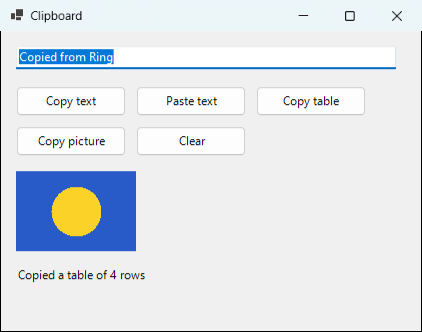 Clipboard
Copied from Ring
Copy text
Paste text
Copy table
Copy picture
Clear
Copied a table of 4 rows